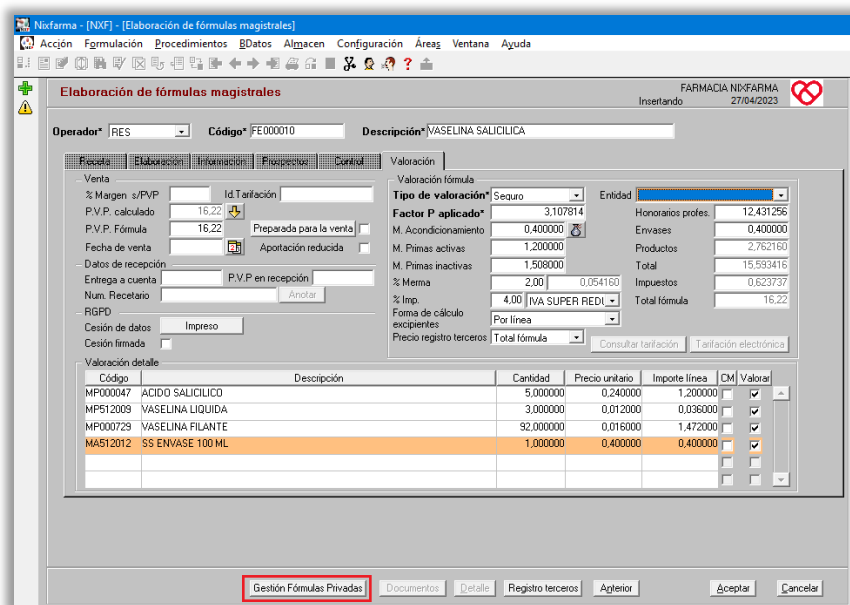 Nixfarma - [NXF] - [Elaboración de fórmulas magistrales]
Acción Formulación Procedimientos BDatos Almacen Configuración Áreas Ventana Ayuda
Elaboración de fórmulas magistrales
FARMACIA NIXFARMA
Insertando 27/04/2023
Operador* RES Código* FE000010 Descripción* VASELINA SALICILICA
Receta Elaboración Información Prospectos Control Valoración
Venta
% Margen s/PVP Id.Tarifación
P.V.P. calculado 16,22
P.V.P. Fórmula 16,22 Preparada para la venta
Fecha de venta Aportación reducida
Datos de recepción
Entrega a cuenta P.V.P en recepción
Num. Recetario Anotar
RGPD
Cesión de datos Impreso
Cesión firmada
Valoración fórmula
Tipo de valoración* Seguro Entidad
Factor P aplicado* 3,107814 Honorarios profes. 12,431256
M. Acondicionamiento 0,400000 Envases 0,400000
M. Primas activas 1,200000 Productos 2,762160
M. Primas inactivas 1,508000 Total 15,593416
% Merma 2,00 0,054160 Impuestos 0,623737
% Imp. 4,00 IVA SUPER REDU Total fórmula 16,22
Forma de cálculo
excipientes Por línea
Precio registro terceros Total fórmula Consultar tarifación Tarifación electrónica
Valoración detalle
Código Descripción Cantidad Precio unitario Importe línea CM Valorar
MP000047 ACIDO SALICILICO 5,000000 0,240000 1,200000
MP512009 VASELINA LIQUIDA 3,000000 0,012000 0,036000
MP000729 VASELINA FILANTE 92,000000 0,016000 1,472000
MA512012 SS ENVASE 100 ML 1,000000 0,400000 0,400000
Gestión Fórmulas Privadas Documentos Detalle Registro terceros Anterior Aceptar Cancelar